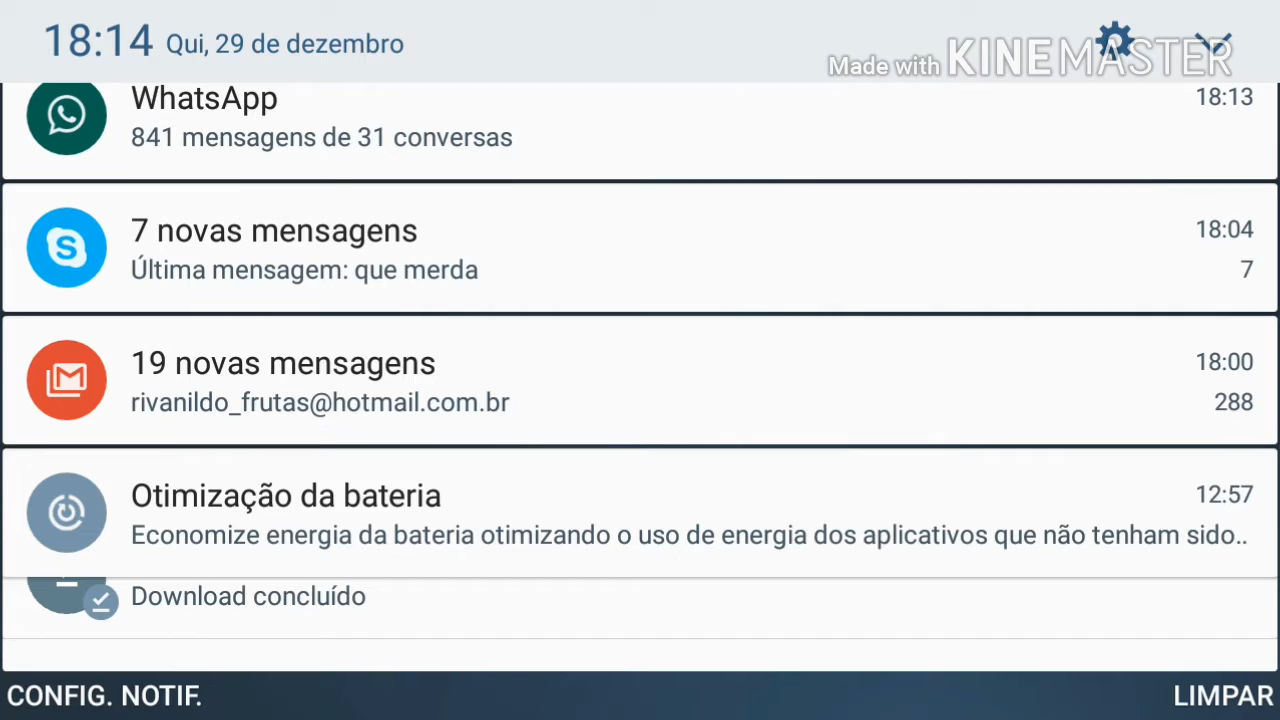 18:14 Qui, 29 de dezembro
Made with KINEMASTER
WhatsApp 18:13
841 mensagens de 31 conversas
7 novas mensagens 18:04
Última mensagem: que merda 7
19 novas mensagens 18:00
rivanildo_frutas@hotmail.com.br 288
Otimização da bateria 12:57
Economize energia da bateria otimizando o uso de energia dos aplicativos que não tenham sido..
Download concluído
CONFIG. NOTIF. LIMPAR